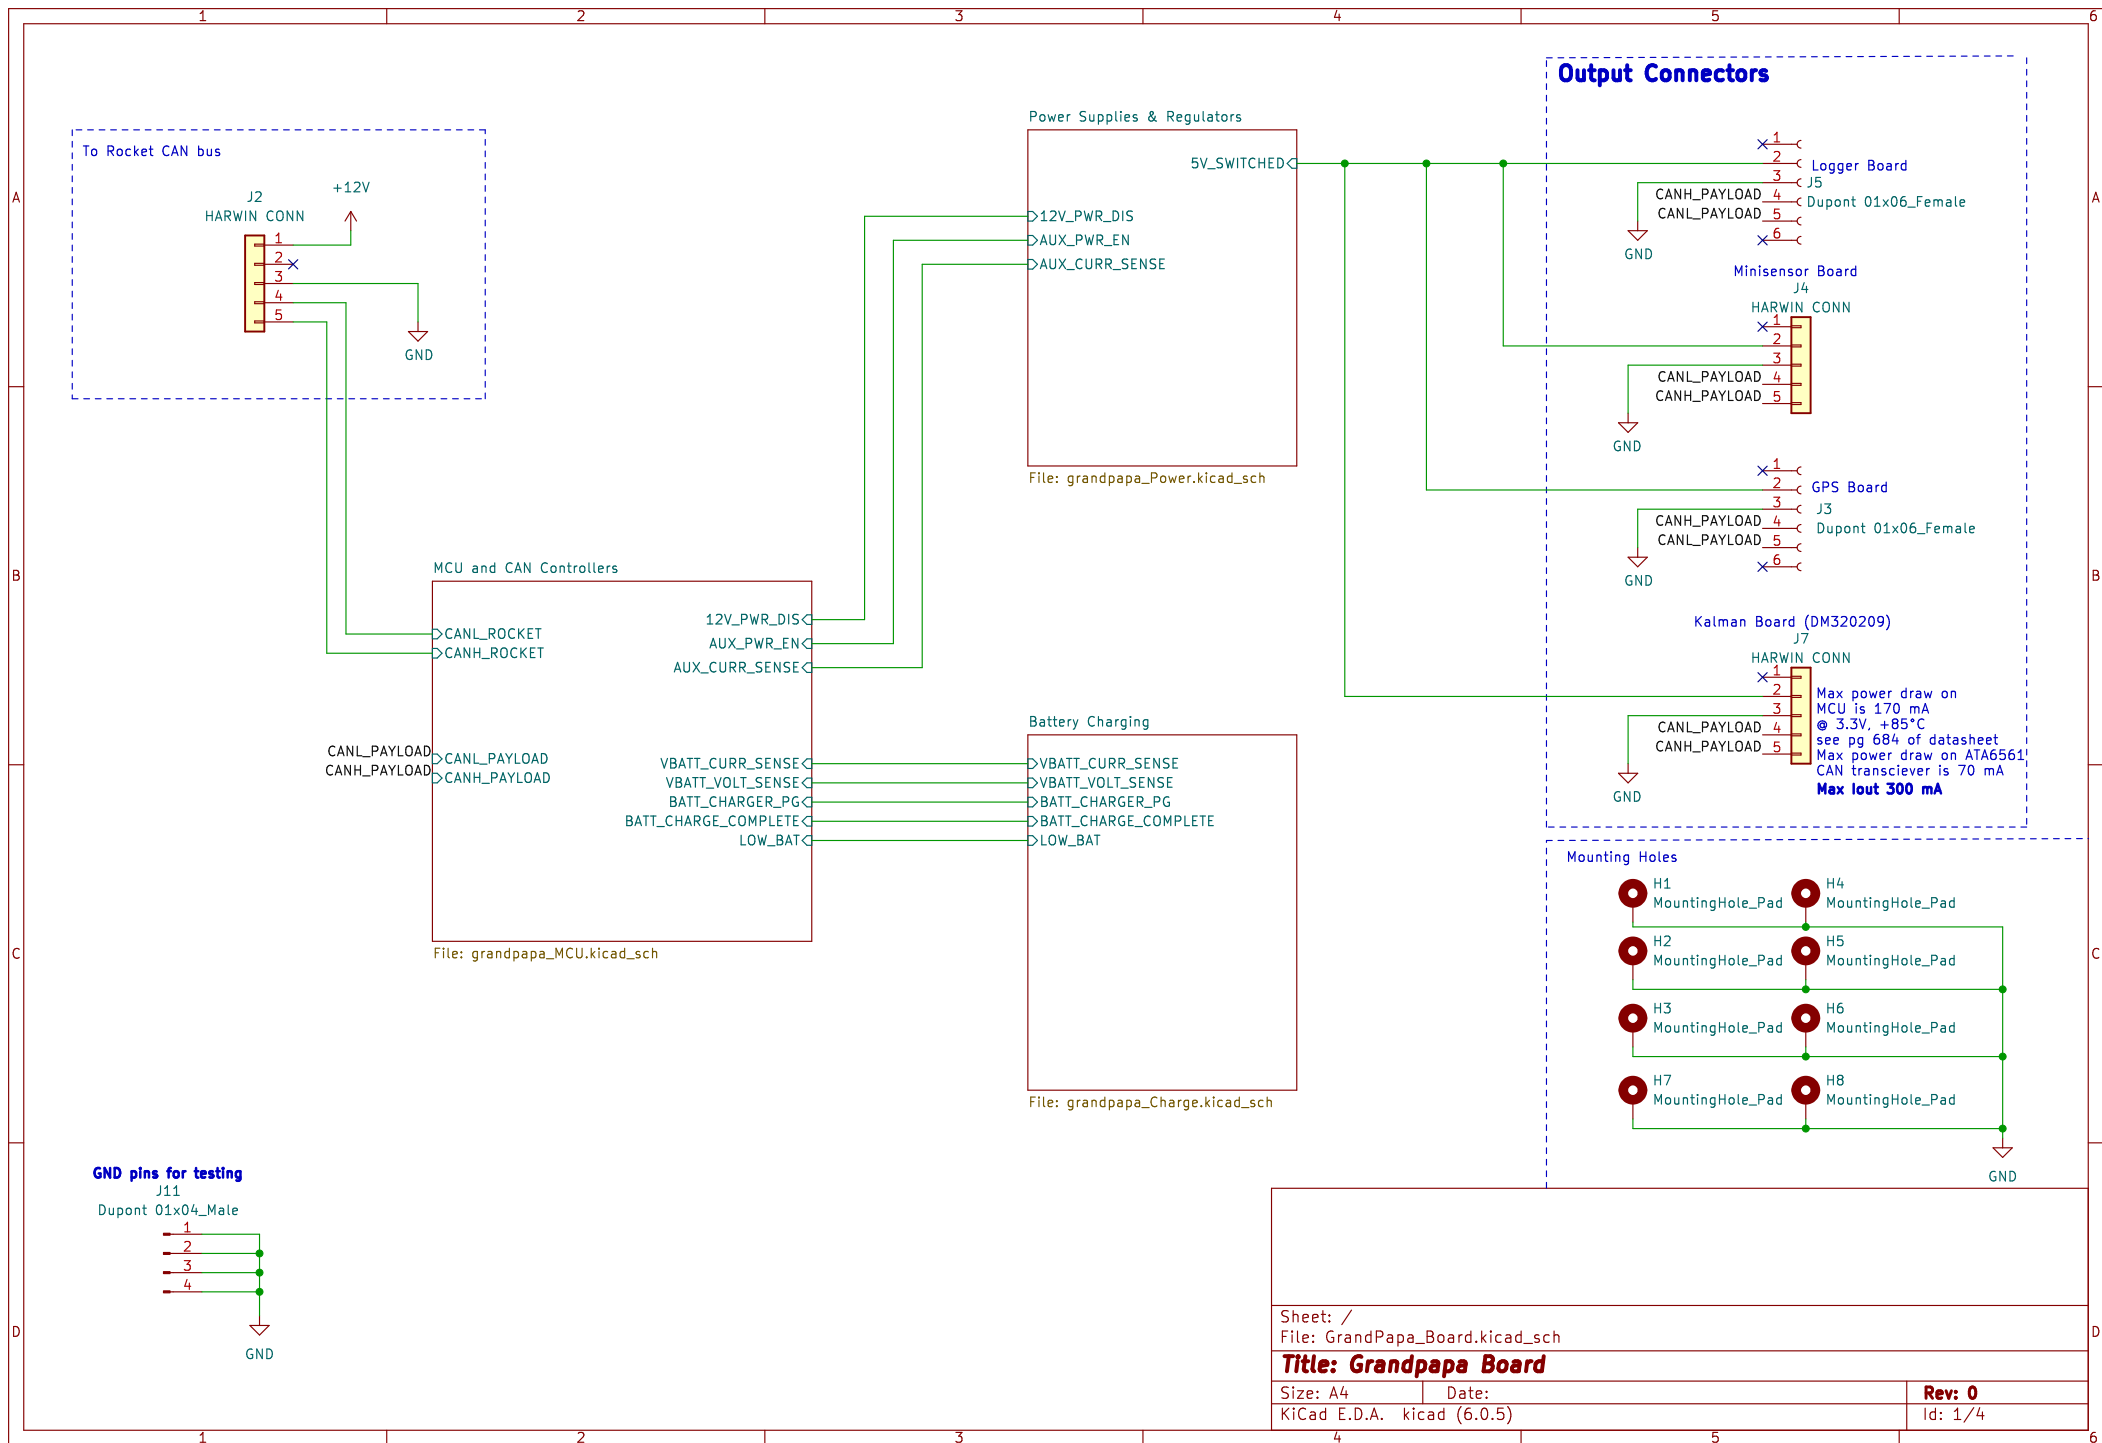 1 2 3 4 5 6
A
B
C
D
To Rocket CAN bus
J2
HARWIN CONN
+12V
1
2
3
4
5
GND
MCU and CAN Controllers
CANL_ROCKET
CANH_ROCKET
CANL_PAYLOAD
CANH_PAYLOAD
CANL_PAYLOAD
CANH_PAYLOAD
12V_PWR_DIS
AUX_PWR_EN
AUX_CURR_SENSE
VBATT_CURR_SENSE
VBATT_VOLT_SENSE
BATT_CHARGER_PG
BATT_CHARGE_COMPLETE
LOW_BAT
File: grandpapa_MCU.kicad_sch
Power Supplies & Regulators
5V_SWITCHED
12V_PWR_DIS
AUX_PWR_EN
AUX_CURR_SENSE
File: grandpapa_Power.kicad_sch
Battery Charging
VBATT_CURR_SENSE
VBATT_VOLT_SENSE
BATT_CHARGER_PG
BATT_CHARGE_COMPLETE
LOW_BAT
File: grandpapa_Charge.kicad_sch
Output Connectors
1
2
3
4
5
6
Logger Board
J5
Dupont 01x06_Female
CANH_PAYLOAD
CANL_PAYLOAD
GND
Minisensor Board
J4
HARWIN CONN
1
2
3
4
5
CANL_PAYLOAD
CANH_PAYLOAD
GND
1
2
3
4
5
6
GPS Board
J3
Dupont 01x06_Female
CANH_PAYLOAD
CANL_PAYLOAD
GND
Kalman Board (DM320209)
J7
HARWIN CONN
1
2
3
4
5
CANL_PAYLOAD
CANH_PAYLOAD
GND
Max power draw on
MCU is 170 mA
@ 3.3V, +85°C
see pg 684 of datasheet
Max power draw on ATA6561
CAN transciever is 70 mA
Max Iout 300 mA
Mounting Holes
H1
MountingHole_Pad
H4
MountingHole_Pad
H2
MountingHole_Pad
H5
MountingHole_Pad
H3
MountingHole_Pad
H6
MountingHole_Pad
H7
MountingHole_Pad
H8
MountingHole_Pad
GND
GND pins for testing
J11
Dupont 01x04_Male
1
2
3
4
GND
Sheet: /
File: GrandPapa_Board.kicad_sch
Title: Grandpapa Board
Size: A4 Date: Rev: 0
KiCad E.D.A. kicad (6.0.5) Id: 1/4
A
B
C
D
1 2 3 4 5 6